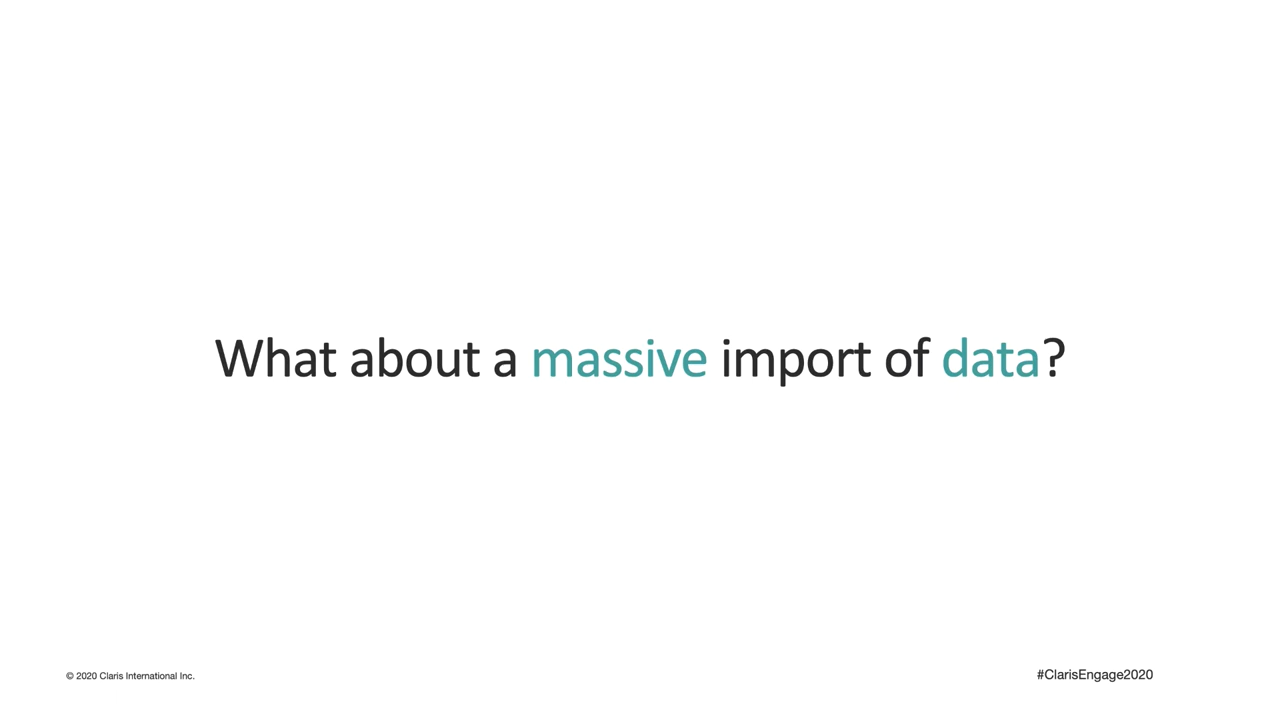 What about a massive import of data?
© 2020 Claris International Inc.
#ClarisEngage2020